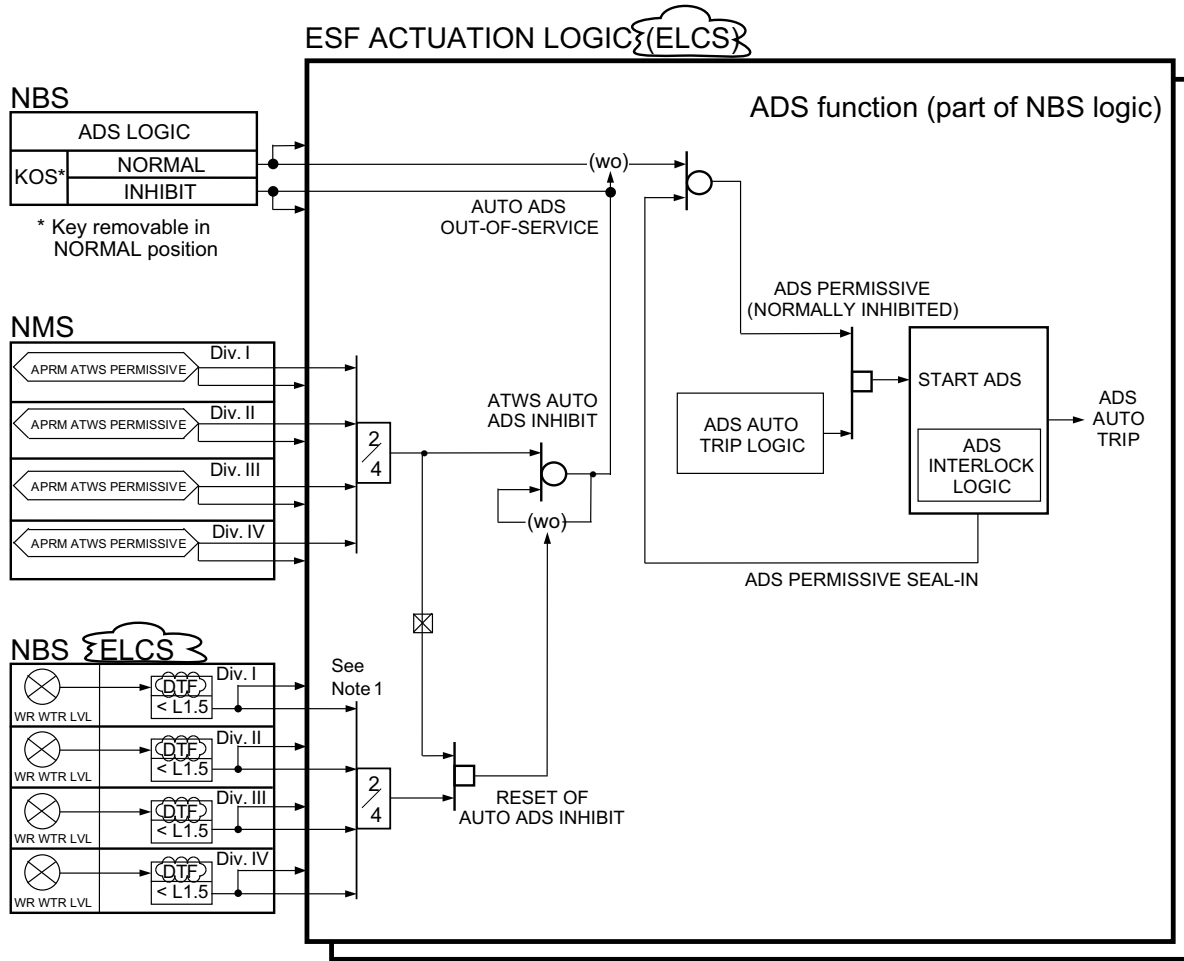 ESF ACTUATION LOGIC (ELCS)
ADS function (part of NBS logic)
NBS
ADS LOGIC
KOS*
NORMAL
INHIBIT
* Key removable in
NORMAL position
(wo)
AUTO ADS
OUT-OF-SERVICE
ADS PERMISSIVE
(NORMALLY INHIBITED)
NMS
APRM ATWS PERMISSIVE
Div. I
APRM ATWS PERMISSIVE
Div. II
APRM ATWS PERMISSIVE
Div. III
APRM ATWS PERMISSIVE
Div. IV
2/4
ATWS AUTO
ADS INHIBIT
(wo)
ADS AUTO
TRIP LOGIC
START ADS
ADS
INTERLOCK
LOGIC
ADS
AUTO
TRIP
ADS PERMISSIVE SEAL-IN
NBS ELCS
WR WTR LVL
DTF
< L1.5
Div. I
WR WTR LVL
DTF
< L1.5
Div. II
WR WTR LVL
DTF
< L1.5
Div. III
WR WTR LVL
DTF
< L1.5
Div. IV
See
Note 1
2/4
RESET OF
AUTO ADS INHIBIT